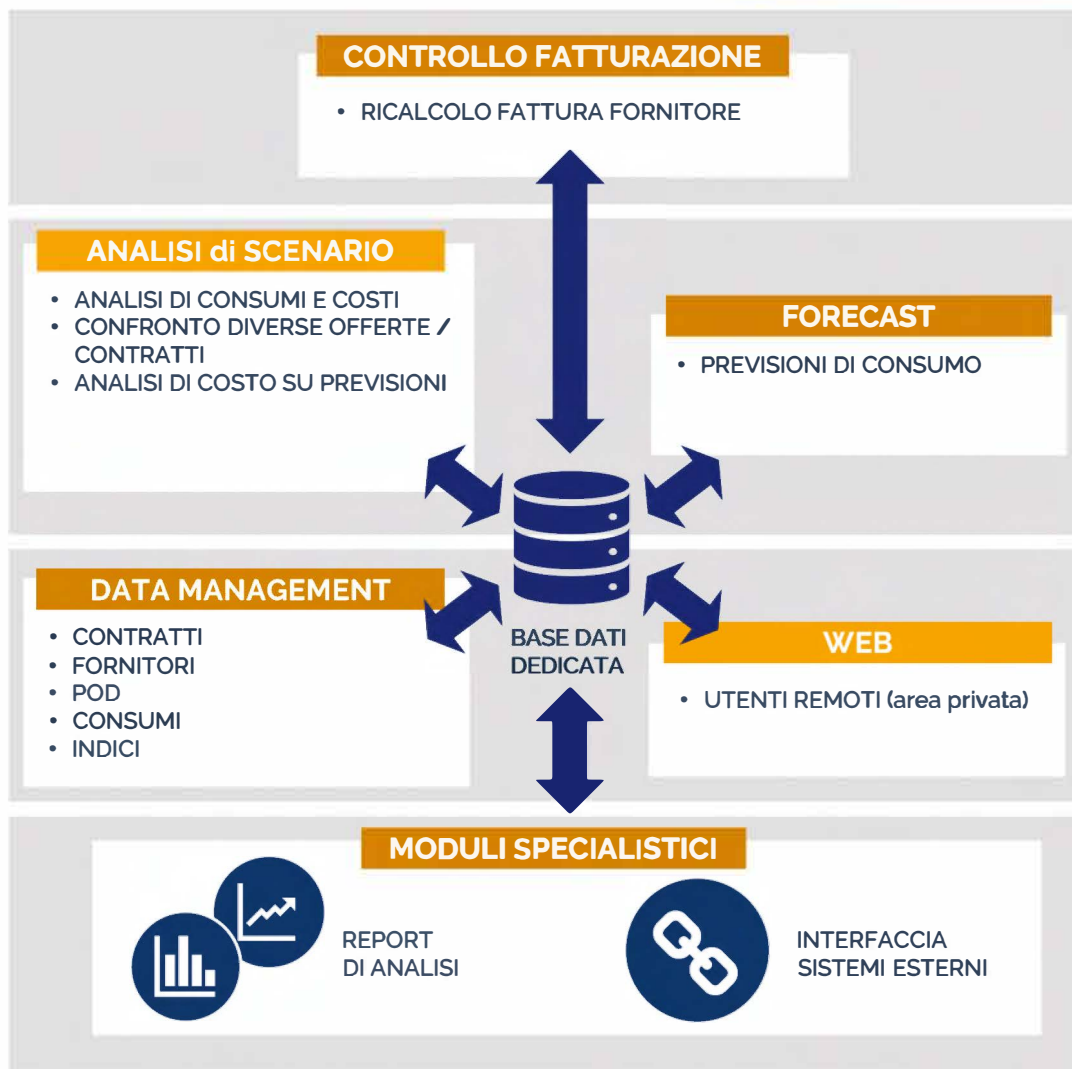 CONTROLLO FATTURAZIONE
• RICALCOLO FATTURA FORNITORE
ANALISI di SCENARIO
• ANALISI DI CONSUMI E COSTI
• CONFRONTO DIVERSE OFFERTE /
CONTRATTI
• ANALISI DI COSTO SU PREVISIONI
FORECAST
• PREVISIONI DI CONSUMO
DATA MANAGEMENT
• CONTRATTI
• FORNITORI
• POD
• CONSUMI
• INDICI
BASE DATI
DEDICATA
WEB
• UTENTI REMOTI (area privata)
MODULI SPECIALISTICI
REPORT
DI ANALISI
INTERFACCIA
SISTEMI ESTERNI